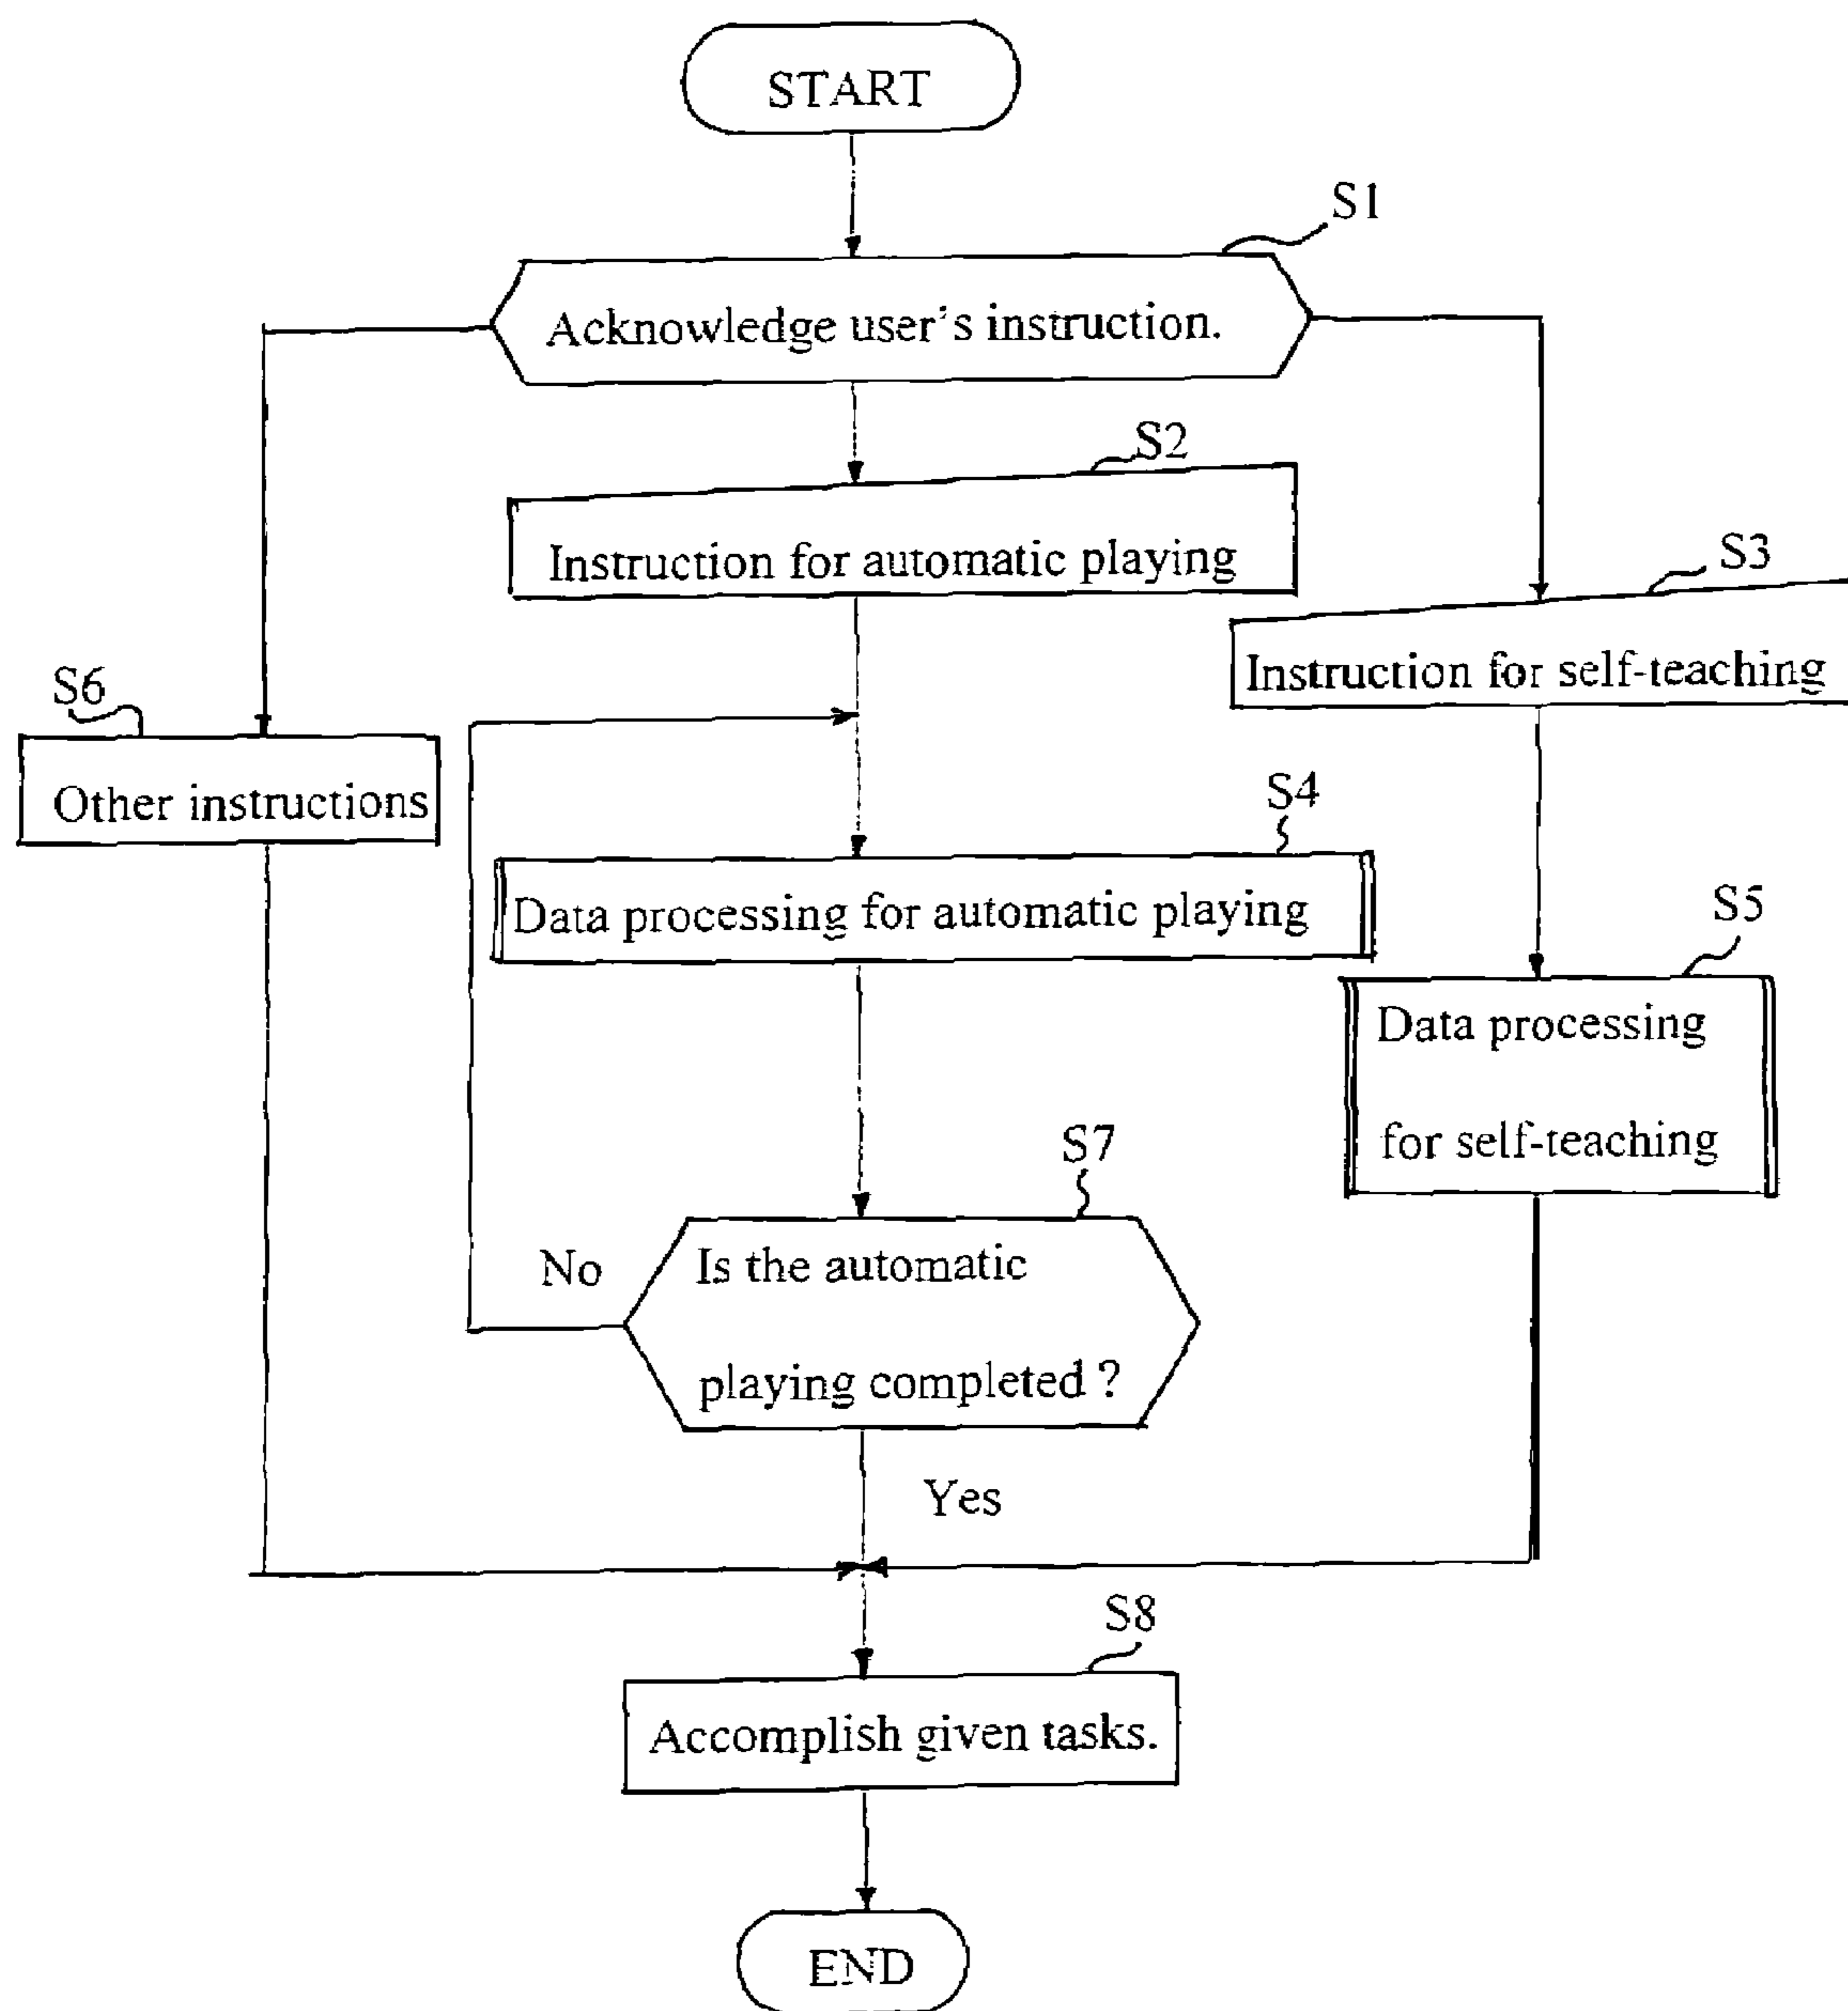 START
S1
Acknowledge user's instruction.
S2
Instruction for automatic playing
S3
Instruction for self-teaching
S6
Other instructions
S4
Data processing for automatic playing
S5
Data processing
for self-teaching
S7
No
Is the automatic
playing completed ?
Yes
S8
Accomplish given tasks.
END